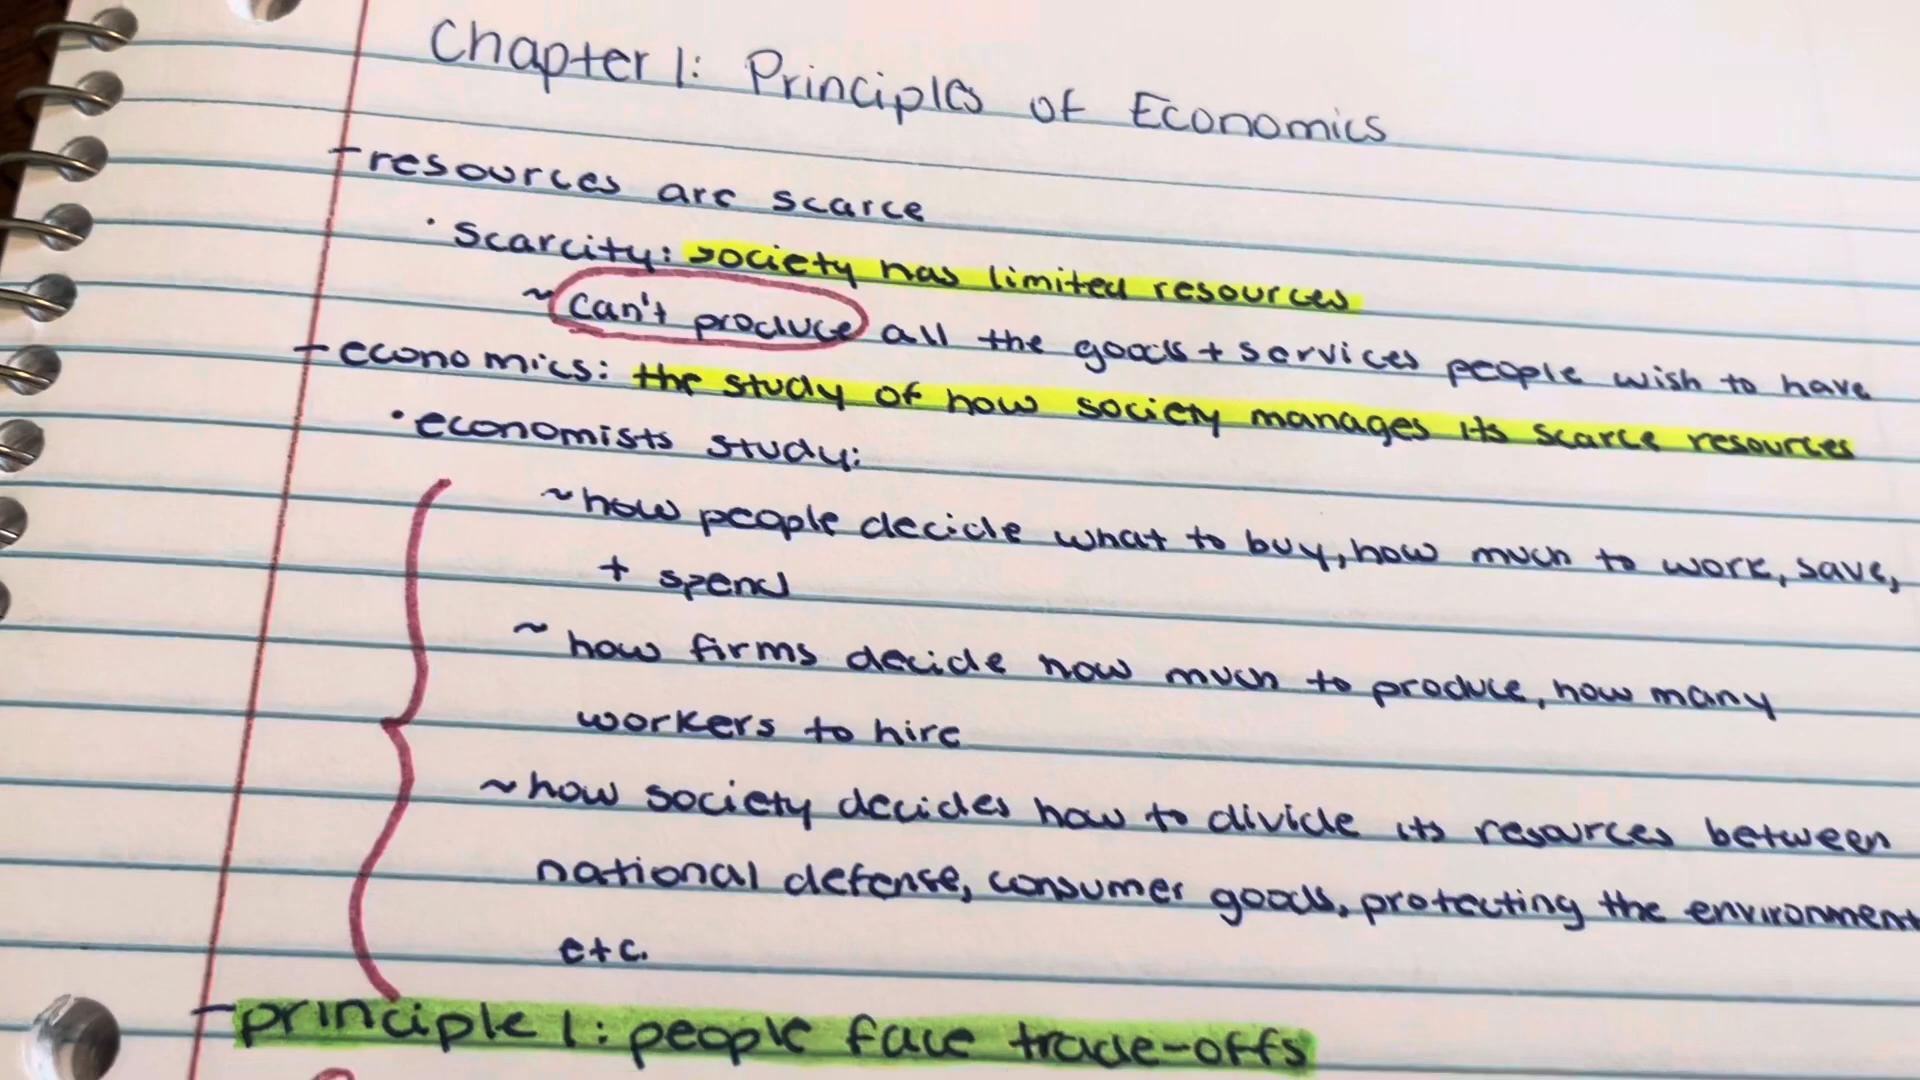 Chapter 1: Principles of Economics
- resources are scarce
· scarcity: society has limited resources
~ can't produce all the goods + services people wish to have
- economics: the study of how society manages its scarce resources
· economists study:
~ how people decide what to buy, how much to work, save,
+ spend
~ how firms decide how much to produce, how many
workers to hire
~ how society decides how to divide its resources between
national defense, consumer goods, protecting the environment
etc.
- principle 1: people face trade-offs